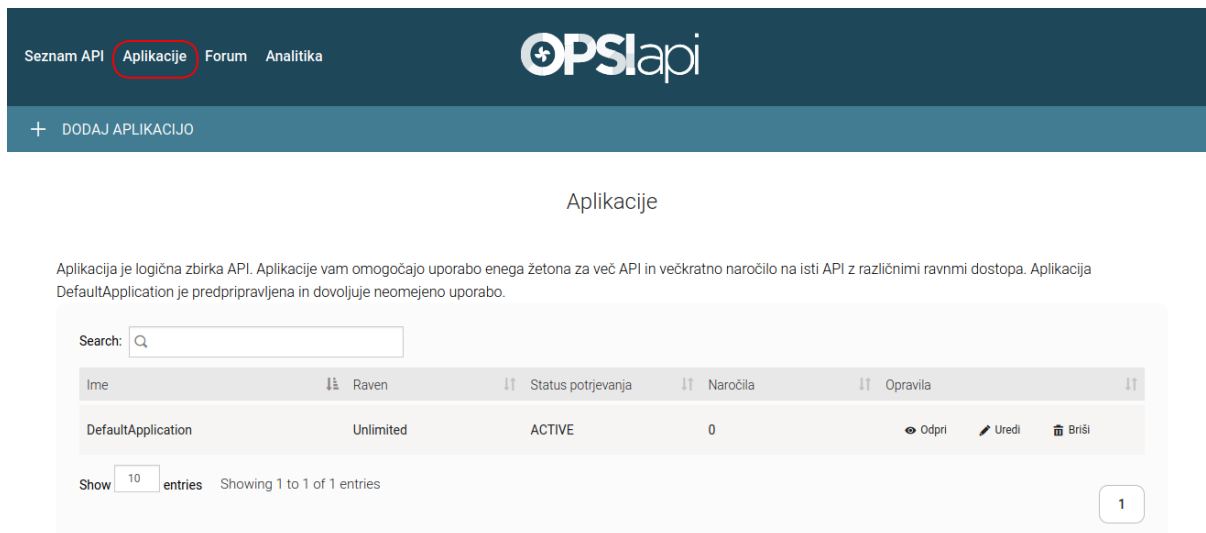 Seznam API Aplikacije Forum Analitika OPSIapi
DODAJ APLIKACIJO
Aplikacije
Aplikacija je logična zbirka API. Aplikacije vam omogočajo uporabo enega žetona za več API in večkratno naročilo na isti API z različnimi ravnmi dostopa. Aplikacija
DefaultApplication je predpripravljena in dovoljuje neomejeno uporabo.
Search:
Ime Raven Status potrjevanja Naročila Opravila
DefaultApplication Unlimited ACTIVE 0 Odpri Uredi Briši
Show 10 entries Showing 1 to 1 of 1 entries
1